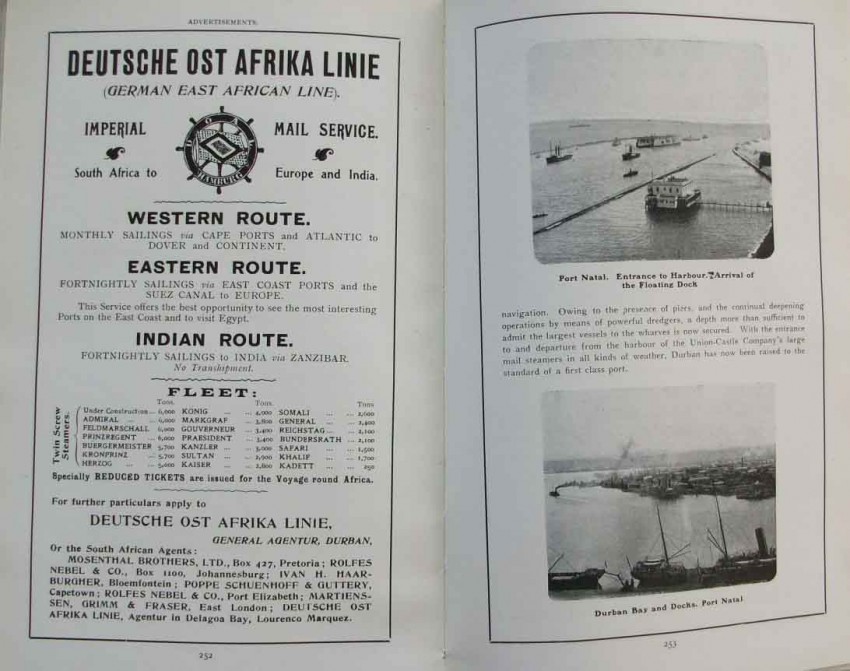 ADVERTISEMENTS.
DEUTSCHE OST AFRIKA LINIE
(GERMAN EAST AFRICAN LINE).
IMPERIAL MAIL SERVICE.
D O A L
HAMBURG
South Africa to Europe and India.
WESTERN ROUTE.
MONTHLY SAILINGS via CAPE PORTS and ATLANTIC to
DOVER and CONTINENT.
EASTERN ROUTE.
FORTNIGHTLY SAILINGS via EAST COAST PORTS and the
SUEZ CANAL to EUROPE.
This Service offers the best opportunity to see the most interesting
Ports on the East Coast and to visit Egypt.
INDIAN ROUTE.
FORTNIGHTLY SAILINGS to INDIA via ZANZIBAR.
No Transhipment.
FLEET:
Tons. Tons. Tons
Twin Screw Steamers.
Under Construction ... 6,000 KÖNIG ... ... 4,000 SOMALI ... ... 2,600
ADMIRAL ... ... 6,000 MARKGRAF ... 3,800 GENERAL ... ... 2,400
FELDMARSCHALL 6,000 GOUVERNEUR ... 3,400 REICHSTAG ... ... 2,100
PRINZREGENT ... 6,000 PRAESIDENT ... 3,400 BUNDERSRATH ... 2,100
BUERGERMEISTER 5,700 KANZLER ... ... 3,000 SAFARI ... ... 1,500
KRONPRINZ ... 5,700 SULTAN ... ... 2,900 KHALIF ... ... 1,700
HERZOG ... ... 5,000 KAISER ... ... 2,800 KADETT ... ... 250
Specially REDUCED TICKETS are issued for the Voyage round Africa.
For further particulars apply to
DEUTSCHE OST AFRIKA LINIE,
GENERAL AGENTUR, DURBAN,
Or the South African Agents:
MOSENTHAL BROTHERS, LTD., Box 427, Pretoria; ROLFES
NEBEL & CO., Box 1100, Johannesburg; IVAN H. HAAR-
BURGHER, Bloemfontein; POPPE SCHUENHOFF & GUTTERY,
Capetown; ROLFES NEBEL & CO., Port Elizabeth; MARTIENS-
SEN, GRIMM & FRASER, East London; DEUTSCHE OST
AFRIKA LINIE, Agentur in Delagoa Bay, Lourenco Marquez.
252
Port Natal. Entrance to Harbour. Arrival of
the Floating Dock
navigation. Owing to the presence of piers, and the continual deepening
operations by means of powerful dredgers, a depth more than sufficient to
admit the largest vessels to the wharves is now secured. With the entrance
to and departure from the harbour of the Union-Castle Company's large
mail steamers in all kinds of weather, Durban has now been raised to the
standard of a first class port.
Durban Bay and Docks, Port Natal
253